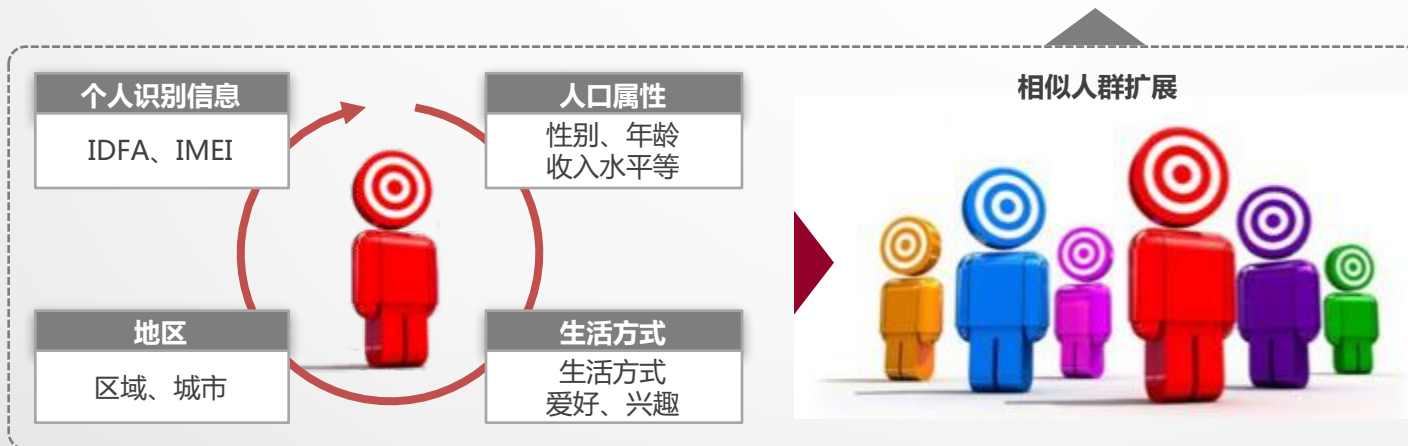 个人识别信息
IDFA、IMEI
人口属性
性别、年龄
收入水平等
地区
区域、城市
生活方式
生活方式
爱好、兴趣
相似人群扩展